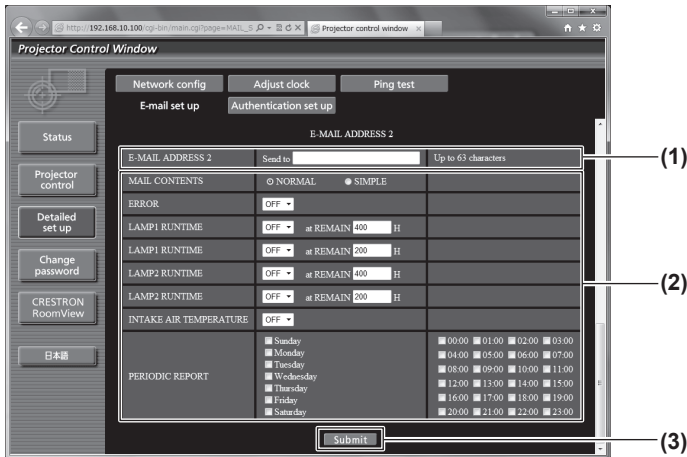 http://192.168.10.100/cgi-bin/main.cgi?page=MAIL_S
Projector control window
Projector Control Window
Network config Adjust clock Ping test
E-mail set up Authentication set up
Status
Projector
control
Detailed
set up
Change
password
CRESTRON
RoomView
日本語
E-MAIL ADDRESS 2
E-MAIL ADDRESS 2 Send to Up to 63 characters
MAIL CONTENTS NORMAL SIMPLE
ERROR OFF
LAMP1 RUNTIME OFF at REMAIN 400 H
LAMP1 RUNTIME OFF at REMAIN 200 H
LAMP2 RUNTIME OFF at REMAIN 400 H
LAMP2 RUNTIME OFF at REMAIN 200 H
INTAKE AIR TEMPERATURE OFF
PERIODIC REPORT
Sunday
Monday
Tuesday
Wednesday
Thursday
Friday
Saturday
00:00 01:00 02:00 03:00
04:00 05:00 06:00 07:00
08:00 09:00 10:00 11:00
12:00 13:00 14:00 15:00
16:00 17:00 18:00 19:00
20:00 21:00 22:00 23:00
Submit
(1)
(2)
(3)